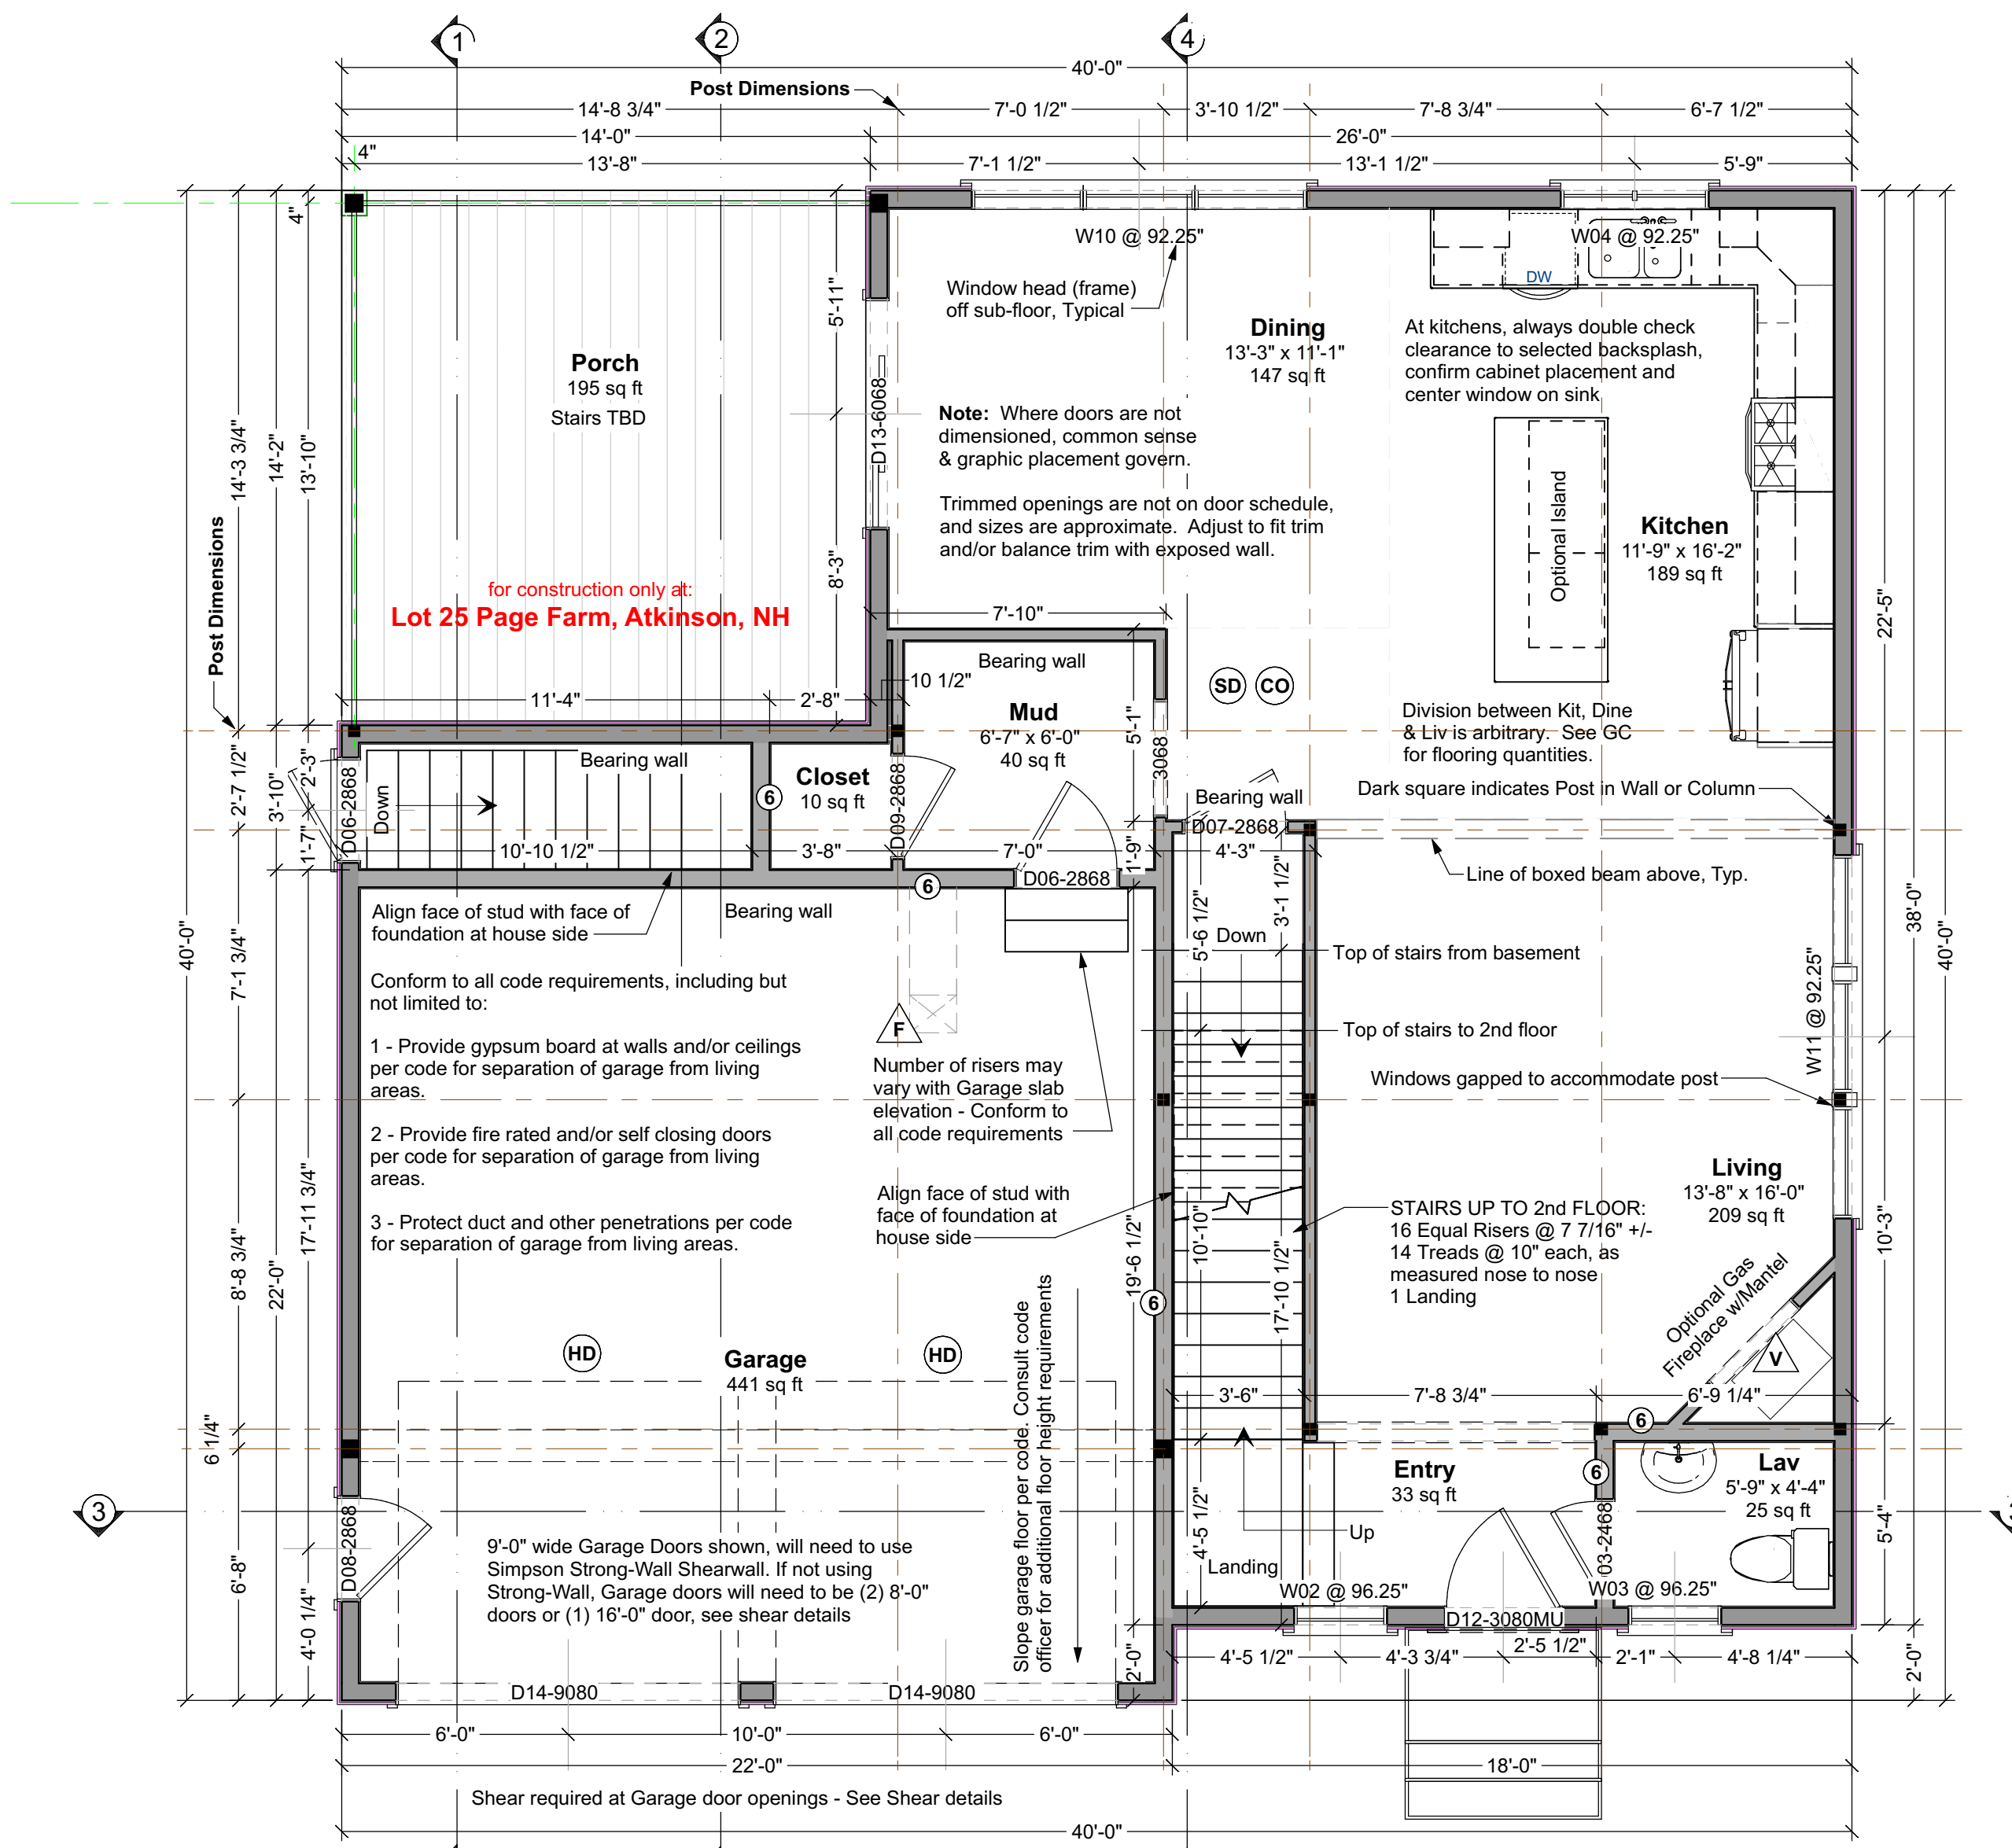 1
2
4
40'-0"
Post Dimensions
14'-8 3/4"
7'-0 1/2"
3'-10 1/2"
7'-8 3/4"
6'-7 1/2"
14'-0"
26'-0"
4"
13'-8"
7'-1 1/2"
13'-1 1/2"
5'-9"
4"
W10 @ 92.25"
W04 @ 92.25"
DW
Window head (frame)
off sub-floor, Typical
5'-11"
Dining
13'-3" x 11'-1"
147 sq ft
At kitchens, always double check
clearance to selected backsplash,
confirm cabinet placement and
center window on sink
Porch
195 sq ft
Stairs TBD
D13-6068
Note: Where doors are not
dimensioned, common sense
& graphic placement govern.
Trimmed openings are not on door schedule,
and sizes are approximate. Adjust to fit trim
and/or balance trim with exposed wall.
14'-3 3/4"
14'-2"
13'-10"
Optional Island
Kitchen
11'-9" x 16'-2"
189 sq ft
8'-3"
for construction only at:
Lot 25 Page Farm, Atkinson, NH
Post Dimensions
7'-10"
22'-5"
Bearing wall
SD
CO
10 1/2"
11'-4"
2'-8"
Mud
6'-7" x 6'-0"
40 sq ft
5'-1"
Division between Kit, Dine
& Liv is arbitrary. See GC
for flooring quantities.
Bearing wall
Closet
10 sq ft
6
3068
Bearing wall
Dark square indicates Post in Wall or Column
2'-7 1/2"
3'-10"
2'-3"
1'-7"
D06-2868
Down
D09-2868
D07-2868
10'-10 1/2"
3'-8"
7'-0"
1'-9"
4'-3"
3'-1 1/2"
Line of boxed beam above, Typ.
D06-2868
6
Align face of stud with face of
foundation at house side
Bearing wall
5'-6 1/2"
Down
Top of stairs from basement
40'-0"
7'-1 3/4"
38'-0"
40'-0"
W11 @ 92.25"
Conform to all code requirements, including but
not limited to:
1 - Provide gypsum board at walls and/or ceilings
per code for separation of garage from living
areas.
2 - Provide fire rated and/or self closing doors
per code for separation of garage from living
areas.
3 - Protect duct and other penetrations per code
for separation of garage from living areas.
F
Top of stairs to 2nd floor
Number of risers may
vary with Garage slab
elevation - Conform to
all code requirements
Windows gapped to accommodate post
Living
13'-8" x 16'-0"
209 sq ft
17'-11 3/4"
Align face of stud with
face of foundation at
house side
STAIRS UP TO 2nd FLOOR:
16 Equal Risers @ 7 7/16" +/-
14 Treads @ 10" each, as
measured nose to nose
1 Landing
8'-8 3/4"
22'-0"
19'-6 1/2"
10'-10"
17'-10 1/2"
10'-3"
6
Optional Gas
Fireplace w/Mantel
V
HD
Garage
441 sq ft
HD
Slope garage floor per code. Consult code
officer for additional floor height requirements
3'-6"
7'-8 3/4"
6'-9 1/4"
6
6 1/4"
Entry
33 sq ft
6
Lav
5'-9" x 4'-4"
25 sq ft
3
6'-8"
D08-2868
4'-0 1/4"
9'-0" wide Garage Doors shown, will need to use
Simpson Strong-Wall Shearwall. If not using
Strong-Wall, Garage doors will need to be (2) 8'-0"
doors or (1) 16'-0" door, see shear details
4'-5 1/2"
Up
Landing
03-2468
5'-4"
W02 @ 96.25"
W03 @ 96.25"
D12-3080MU
2'-0"
4'-5 1/2"
4'-3 3/4"
2'-5 1/2"
2'-1"
4'-8 1/4"
2'-0"
D14-9080
D14-9080
6'-0"
10'-0"
6'-0"
22'-0"
18'-0"
Shear required at Garage door openings - See Shear details
40'-0"